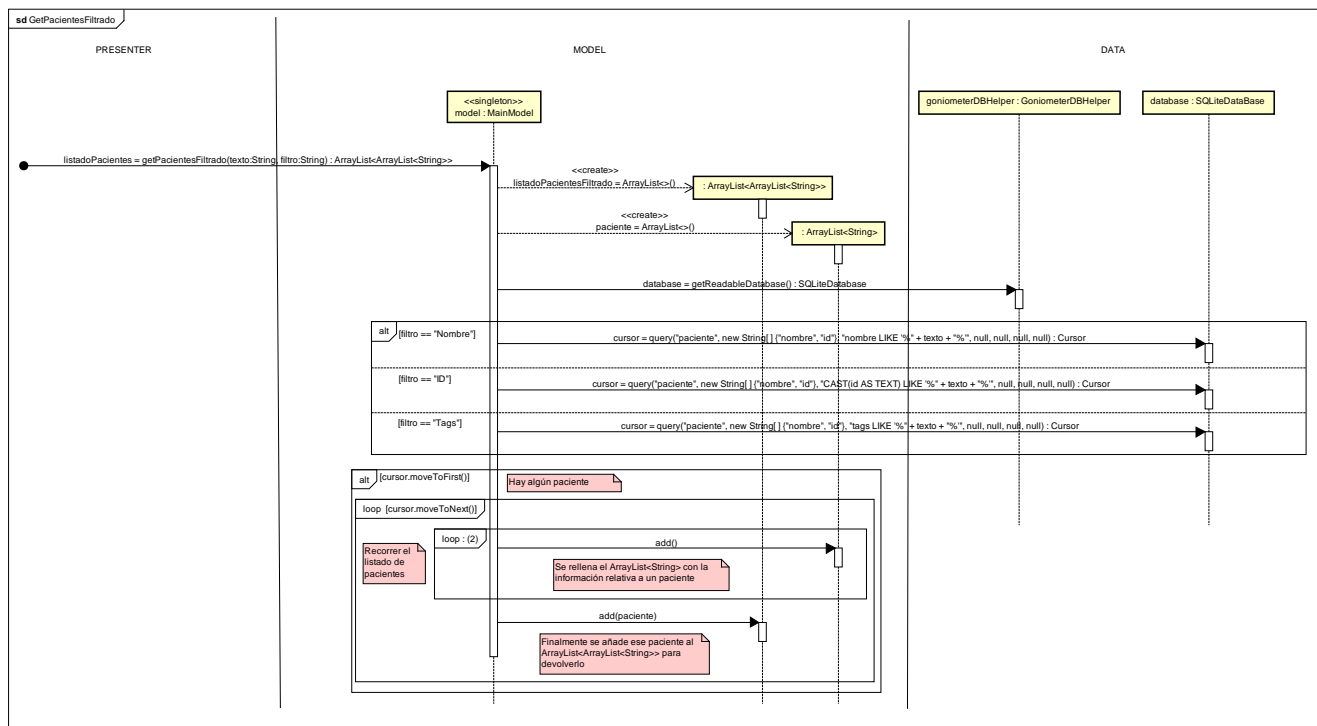 sd GetPacientesFiltrado
PRESENTER
MODEL
DATA
<<singleton>>
model : MainModel
goniometerDBHelper : GoniometerDBHelper
database : SQLiteDataBase
listadoPacientes = getPacientesFiltrado(texto:String, filtro:String) : ArrayList<ArrayList<String>>
<<create>>
listadoPacientesFiltrado = ArrayList<>()
: ArrayList<ArrayList<String>>
<<create>>
paciente = ArrayList<>()
: ArrayList<String>
database = getReadableDatabase() : SQLiteDatabase
alt
[filtro == "Nombre"]
cursor = query("paciente", new String[ ] {"nombre", "id"}, "nombre LIKE '%" + texto + "%'", null, null, null, null) : Cursor
[filtro == "ID"]
cursor = query("paciente", new String[ ] {"nombre", "id"}, "CAST(id AS TEXT) LIKE '%" + texto + "%'", null, null, null, null) : Cursor
[filtro == "Tags"]
cursor = query("paciente", new String[ ] {"nombre", "id"}, "tags LIKE '%" + texto + "%'", null, null, null, null) : Cursor
alt
[cursor.moveToFirst()]
Hay algún paciente
loop [cursor.moveToNext()]
loop : (2)
Recorrer el
listado de
pacientes
add()
Se rellena el ArrayList<String> con la
información relativa a un paciente
add(paciente)
Finalmente se añade ese paciente al
ArrayList<ArrayList<String>> para
devolverlo